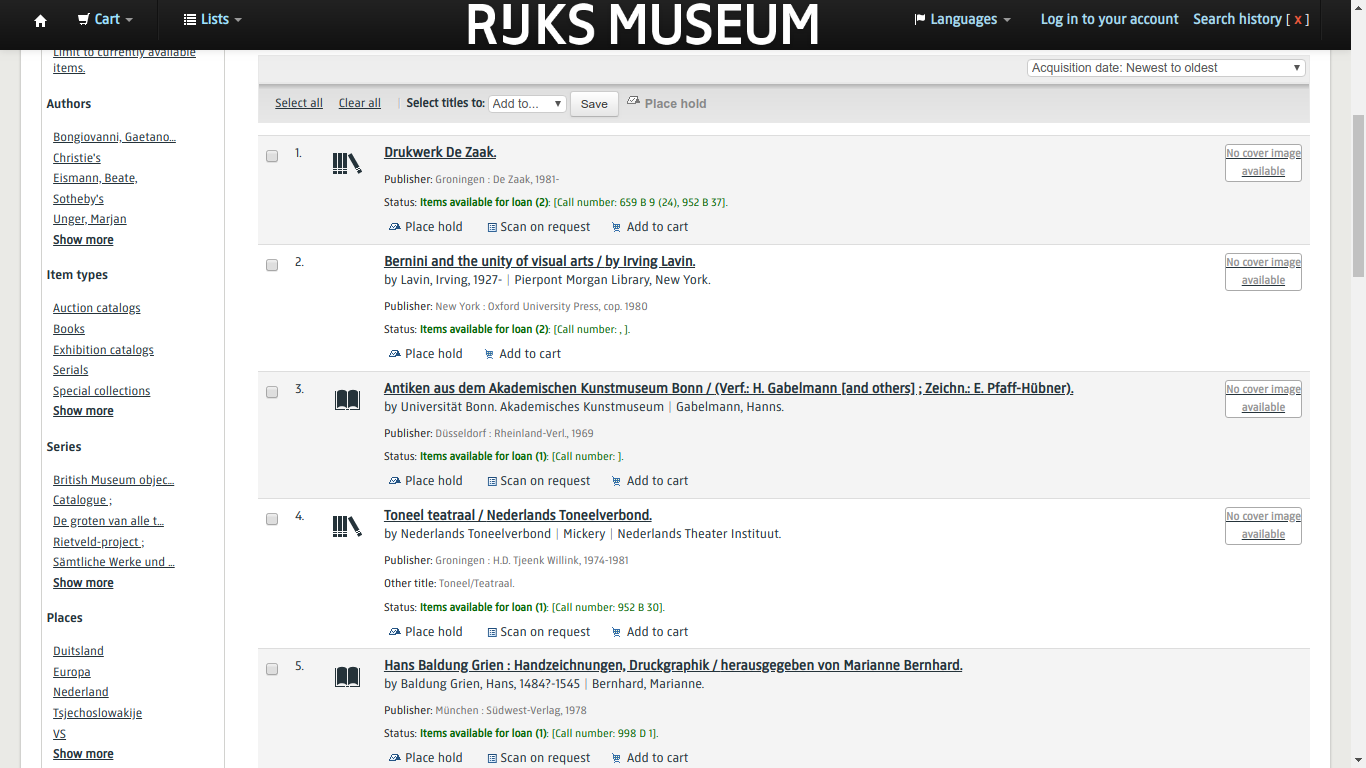 Cart
Lists
RIJKS MUSEUM
Languages
Log in to your account
Search history [ x ]
Limit to currently available
items.
Authors
Bongiovanni, Gaetano...
Christie's
Eismann, Beate,
Sotheby's
Unger, Marjan
Show more
Item types
Auction catalogs
Books
Exhibition catalogs
Serials
Special collections
Show more
Series
British Museum objec...
Catalogue ;
De groten van alle t...
Rietveld-project ;
Sämtliche Werke und ...
Show more
Places
Duitsland
Europa
Nederland
Tsjechoslowakije
VS
Show more
Acquisition date: Newest to oldest
Select all Clear all | Select titles to: Add to... Save Place hold
1. Drukwerk De Zaak.
No cover image
available
Publisher: Groningen : De Zaak, 1981-
Status: Items available for loan (2): [Call number: 659 B 9 (24), 952 B 37].
Place hold Scan on request Add to cart
2. Bernini and the unity of visual arts / by Irving Lavin.
No cover image
available
by Lavin, Irving, 1927- | Pierpont Morgan Library, New York.
Publisher: New York : Oxford University Press, cop. 1980
Status: Items available for loan (2): [Call number: , ].
Place hold Add to cart
3. Antiken aus dem Akademischen Kunstmuseum Bonn / (Verf.: H. Gabelmann [and others] ; Zeichn.: E. Pfaff-Hübner).
No cover image
available
by Universität Bonn. Akademisches Kunstmuseum | Gabelmann, Hanns.
Publisher: Düsseldorf : Rheinland-Verl., 1969
Status: Items available for loan (1): [Call number: ].
Place hold Scan on request Add to cart
4. Toneel teatraal / Nederlands Toneelverbond.
No cover image
available
by Nederlands Toneelverbond | Mickery | Nederlands Theater Instituut.
Publisher: Groningen : H.D. Tjeenk Willink, 1974-1981
Other title: Toneel/Teatraal.
Status: Items available for loan (1): [Call number: 952 B 30].
Place hold Scan on request Add to cart
5. Hans Baldung Grien : Handzeichnungen, Druckgraphik / herausgegeben von Marianne Bernhard.
No cover image
available
by Baldung Grien, Hans, 1484?-1545 | Bernhard, Marianne.
Publisher: München : Südwest-Verlag, 1978
Status: Items available for loan (1): [Call number: 998 D 1].
Place hold Scan on request Add to cart